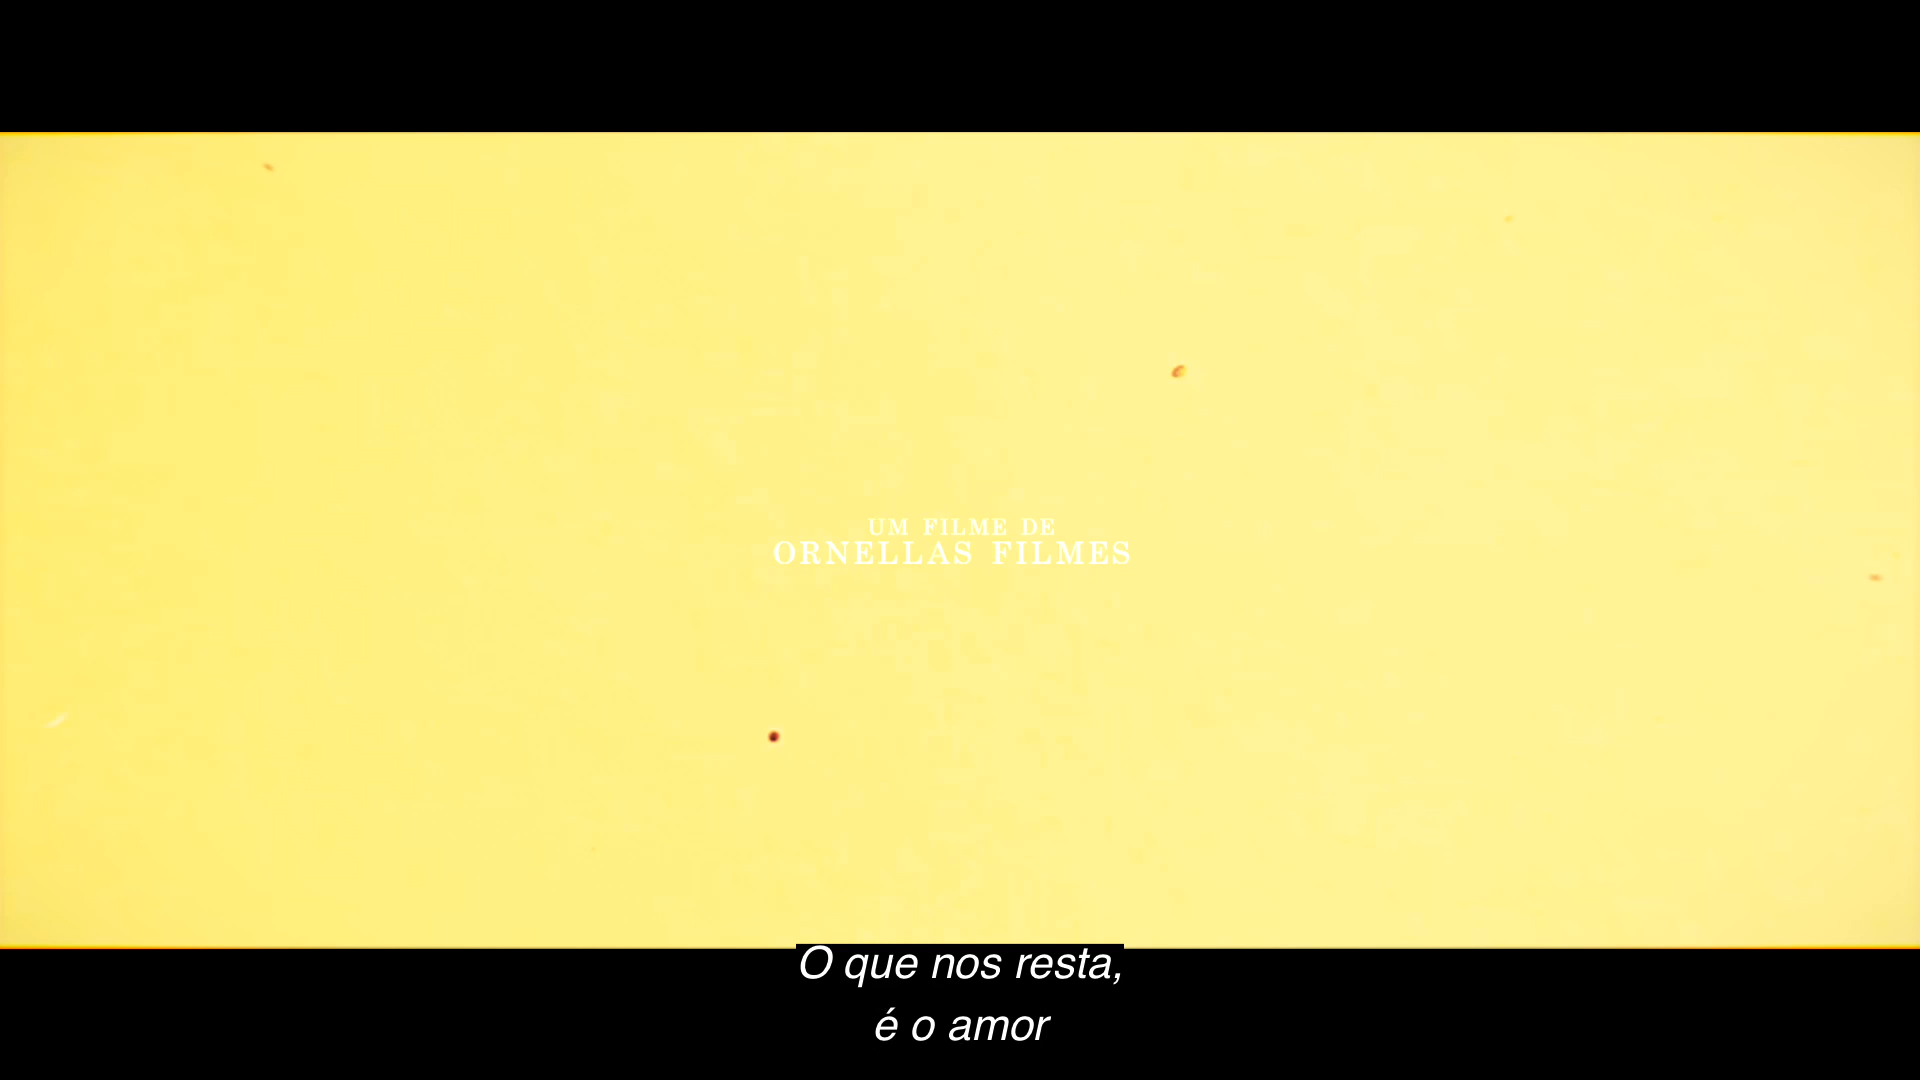 UM FILME DE
ORNELLAS FILMES
O que nos resta,
é o amor